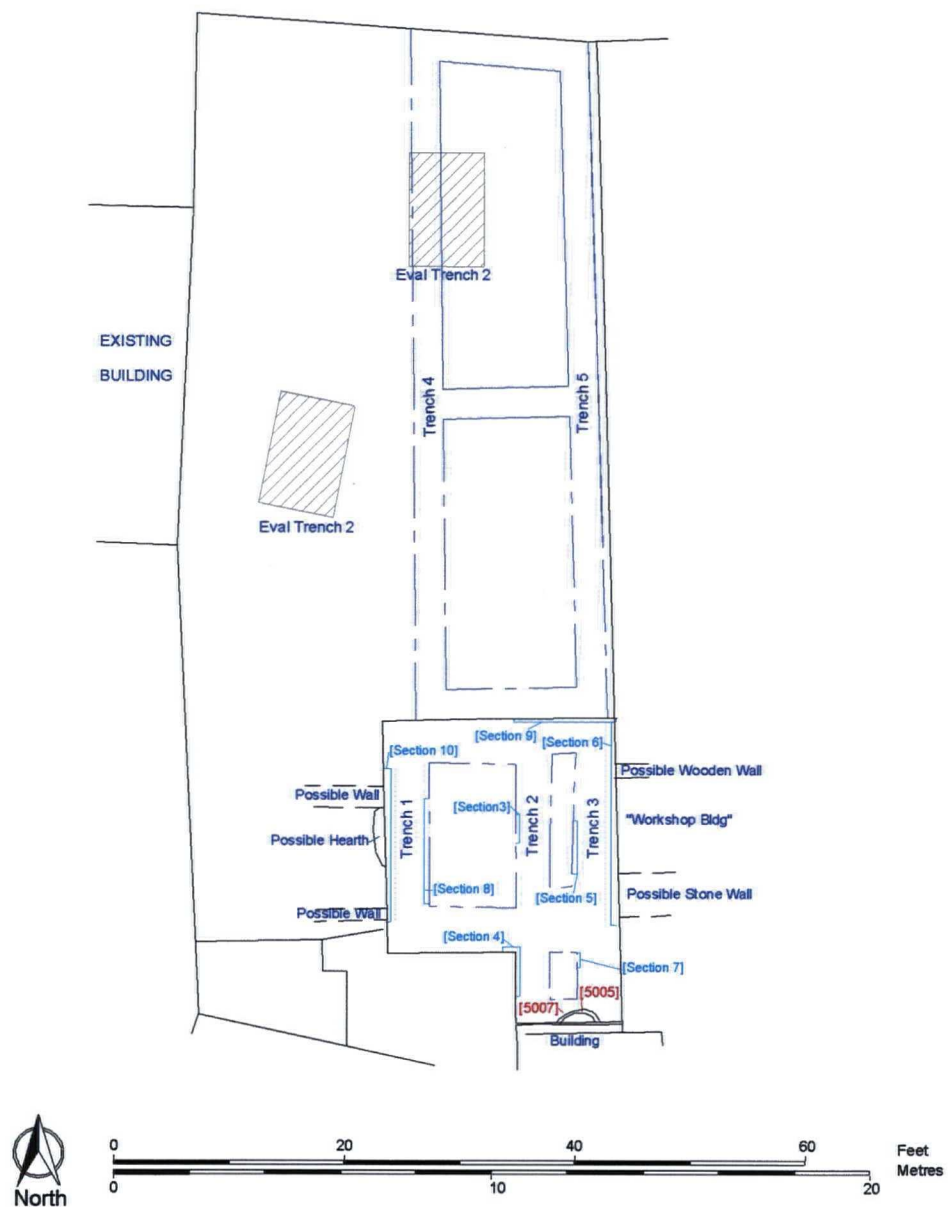 Eval Trench 2
EXISTING
BUILDING
Trench 4
Trench 5
Eval Trench 2
[Section 9]
[Section 6]
[Section 10]
Possible Wooden Wall
Possible Wall
Trench 1
[Section3]
Trench 2
Trench 3
"Workshop Bldg"
Possible Hearth
[Section 8]
[Section 5]
Possible Stone Wall
Possible Wall
[Section 4]
[Section 7]
[5007]
[5005]
Building
North
0 20 40 60 Feet
Metres
0 10 20